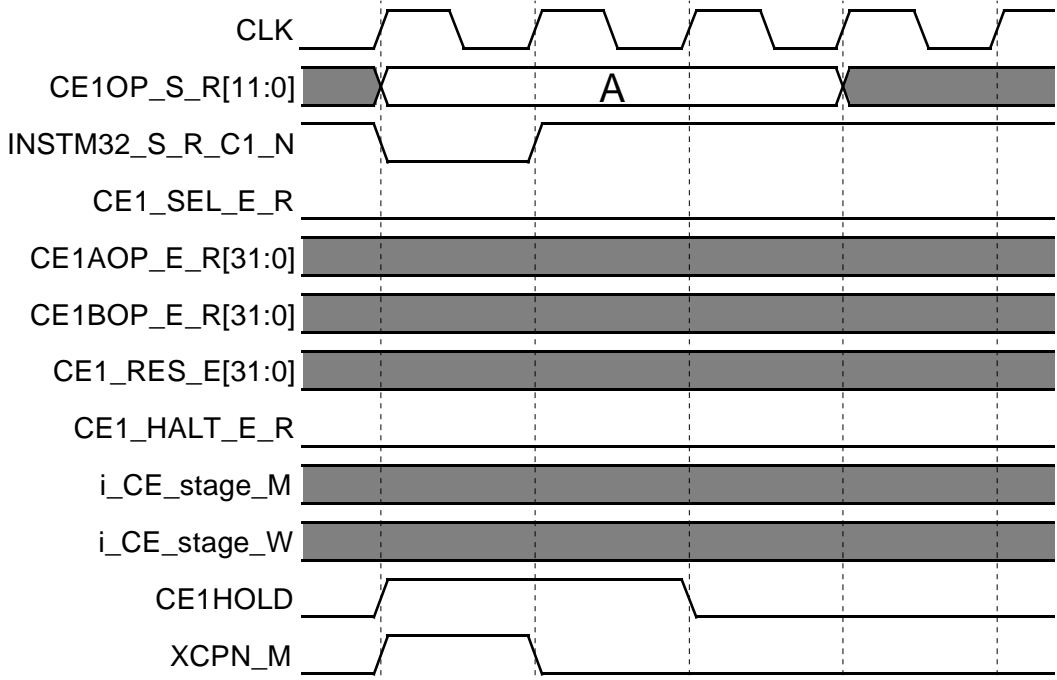 CLK
CE1OP_S_R[11:0] A
INSTM32_S_R_C1_N
CE1_SEL_E_R
CE1AOP_E_R[31:0]
CE1BOP_E_R[31:0]
CE1_RES_E[31:0]
CE1_HALT_E_R
i_CE_stage_M
i_CE_stage_W
CE1HOLD
XCPN_M